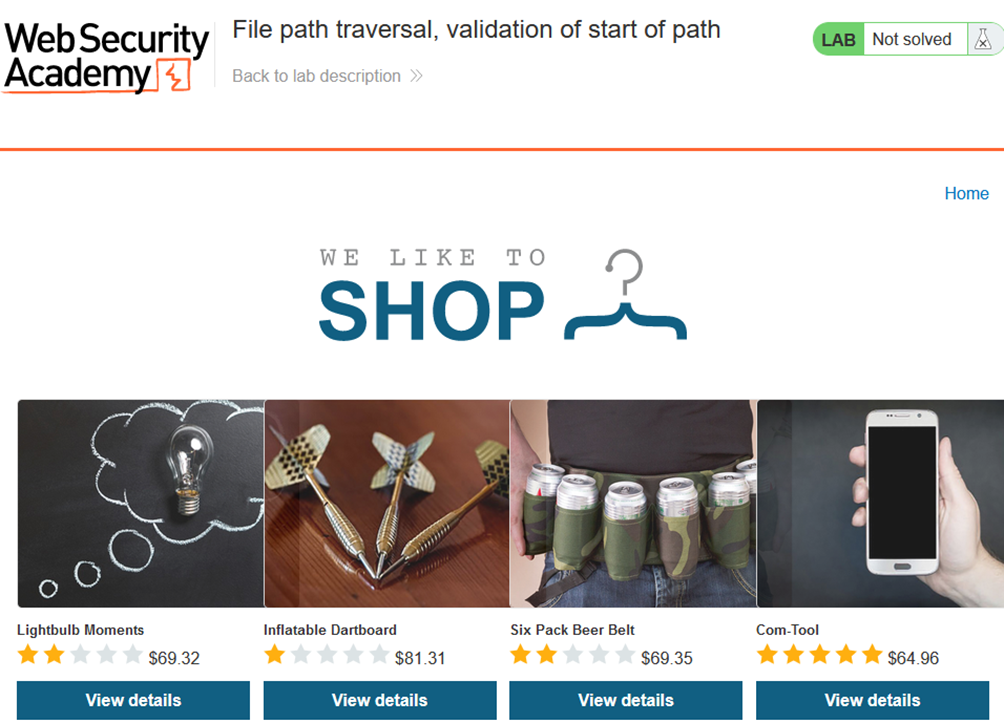 Web Security
Academy
File path traversal, validation of start of path
Back to lab description
LAB
Not solved
Home
WE LIKE TO
SHOP
Lightbulb Moments
$69.32
View details
Inflatable Dartboard
$81.31
View details
Six Pack Beer Belt
$69.35
View details
Com-Tool
$64.96
View details